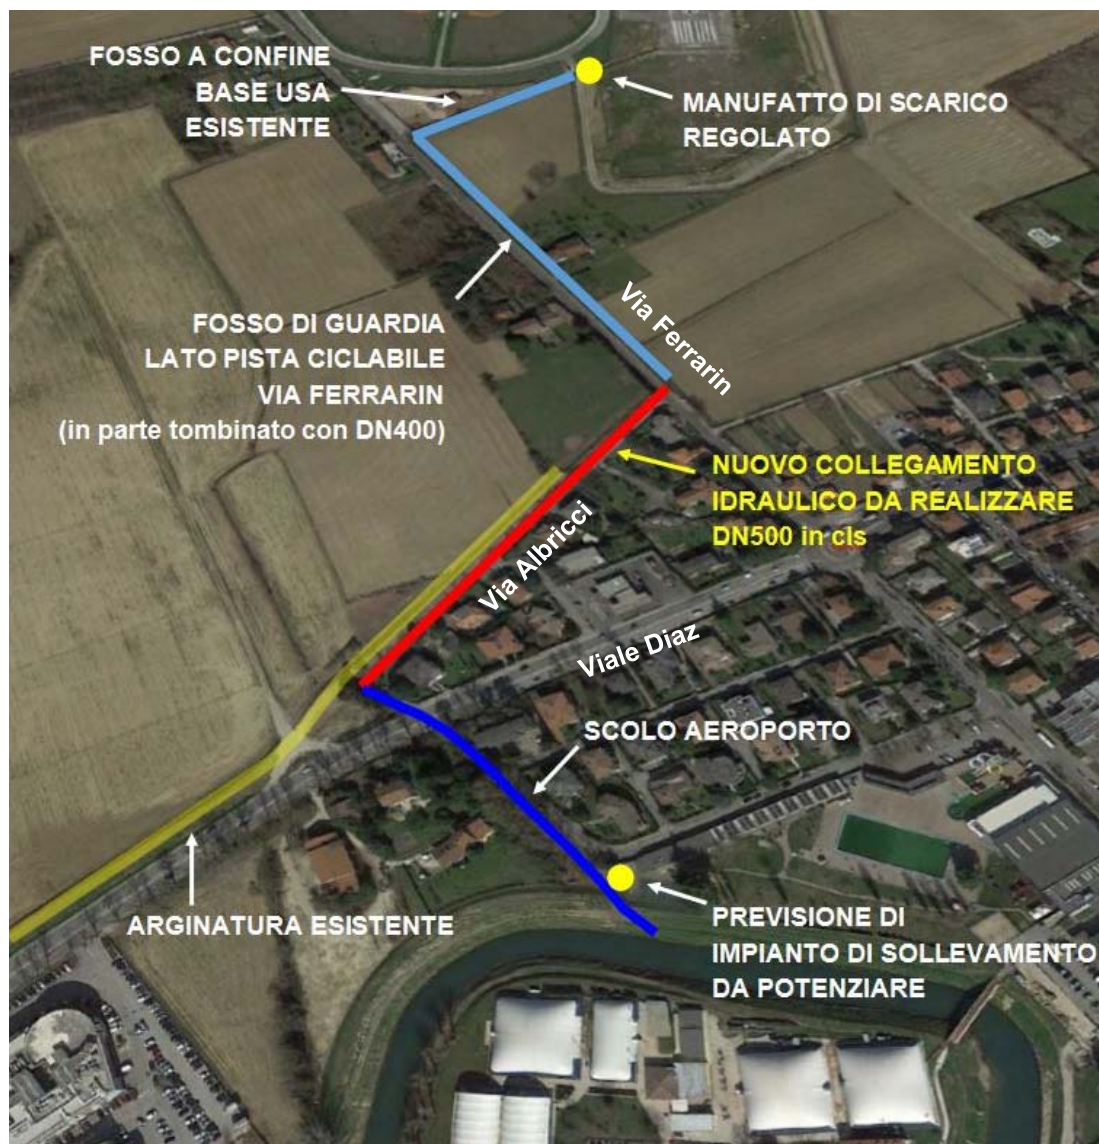 FOSSO A CONFINE
BASE USA
ESISTENTE
MANUFATTO DI SCARICO
REGOLATO
FOSSO DI GUARDIA
LATO PISTA CICLABILE
VIA FERRARIN
(in parte tombinato con DN400)
Via Ferrarin
NUOVO COLLEGAMENTO
IDRAULICO DA REALIZZARE
DN500 in cls
Via Albricci
Viale Diaz
SCOLO AEROPORTO
ARGINATURA ESISTENTE
PREVISIONE DI
IMPIANTO DI SOLLEVAMENTO
DA POTENZIARE